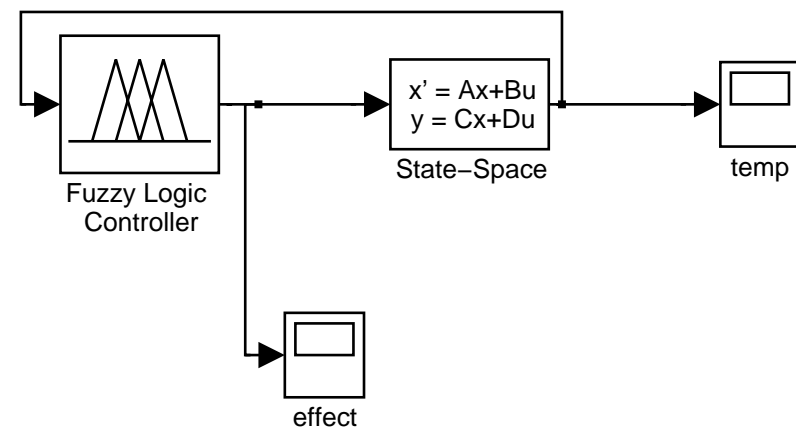 x' = Ax+Bu
y = Cx+Du
State−Space
temp
Fuzzy Logic
Controller
effect